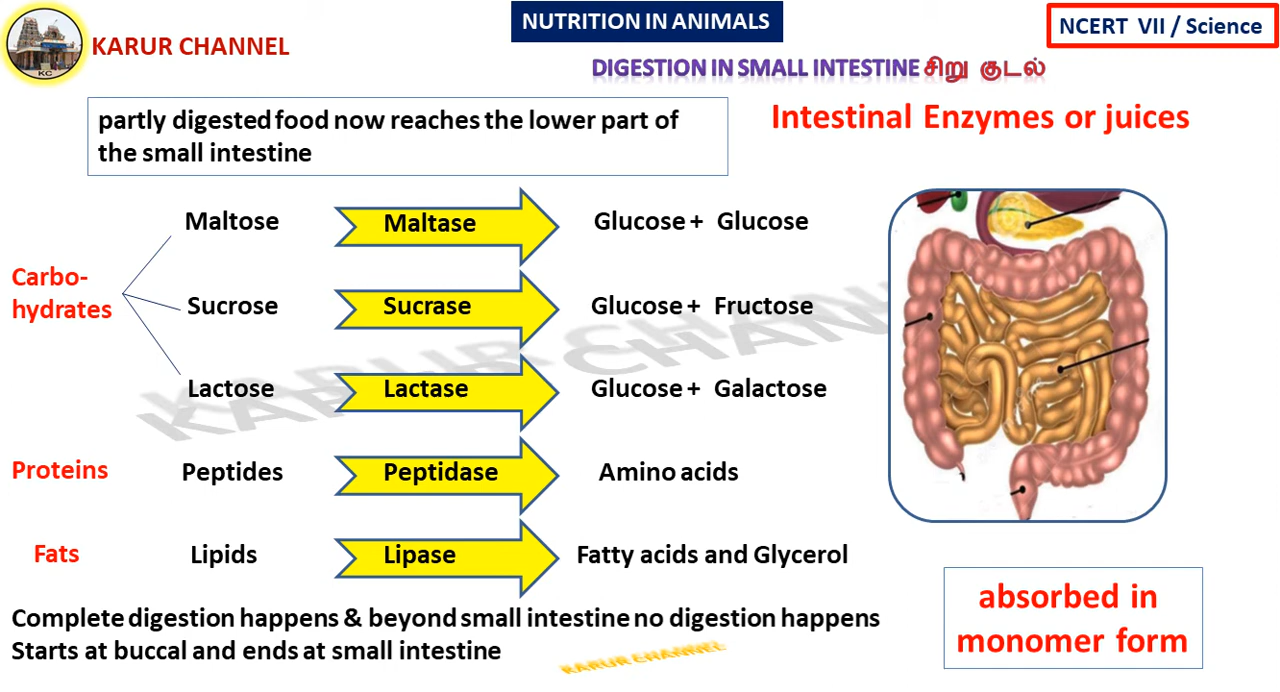 KC
KARUR CHANNEL
NUTRITION IN ANIMALS
NCERT VII / Science
DIGESTION IN SMALL INTESTINE சிறு குடல்
partly digested food now reaches the lower part of
the small intestine
Intestinal Enzymes or juices
Carbo-
hydrates
Maltose Maltase Glucose + Glucose
Sucrose Sucrase Glucose + Fructose
Lactose Lactase Glucose + Galactose
Proteins Peptides Peptidase Amino acids
Fats Lipids Lipase Fatty acids and Glycerol
KARUR CHANNEL
Complete digestion happens & beyond small intestine no digestion happens
Starts at buccal and ends at small intestine
KARUR CHANNEL
absorbed in
monomer form